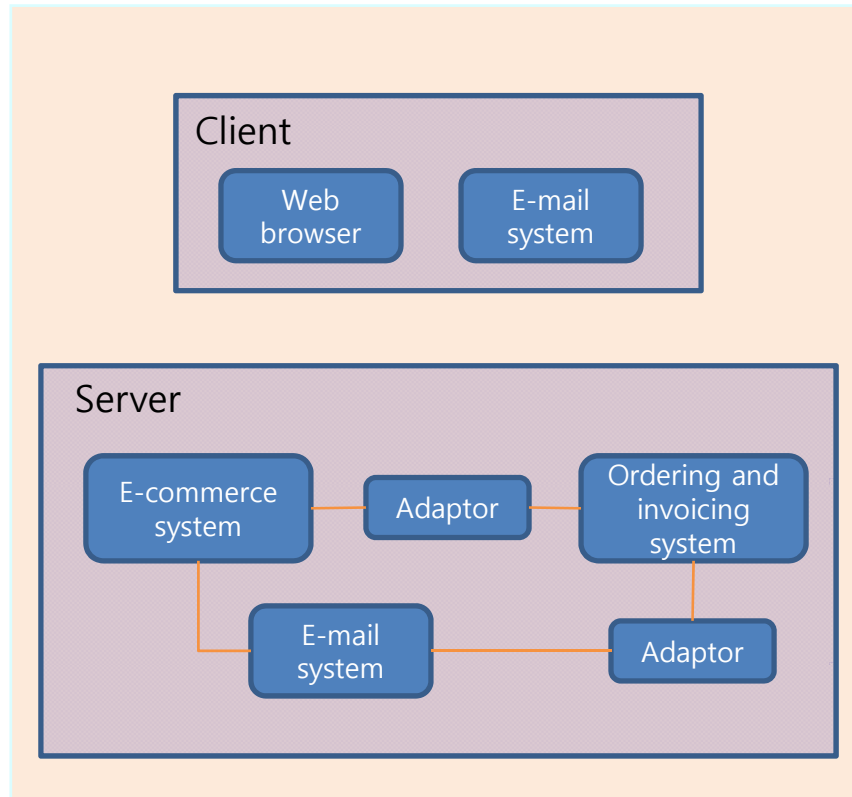 Client
Web
browser
E-mail
system
Server
E-commerce
system
Adaptor
Ordering and
invoicing
system
E-mail
system
Adaptor